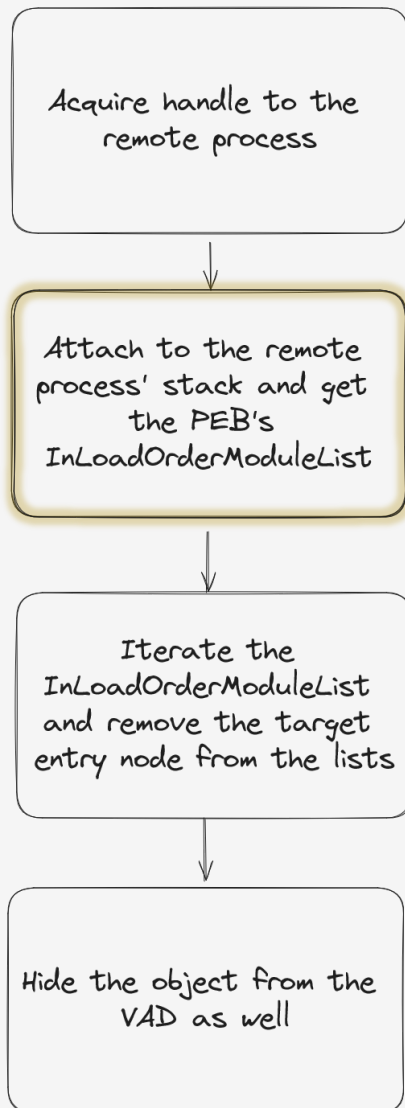 Acquire handle to the
remote process
Attach to the remote
process' stack and get
the PEB's
InLoadOrderModuleList
Iterate the
InLoadOrderModuleList
and remove the target
entry node from the lists
Hide the object from the
VAD as well